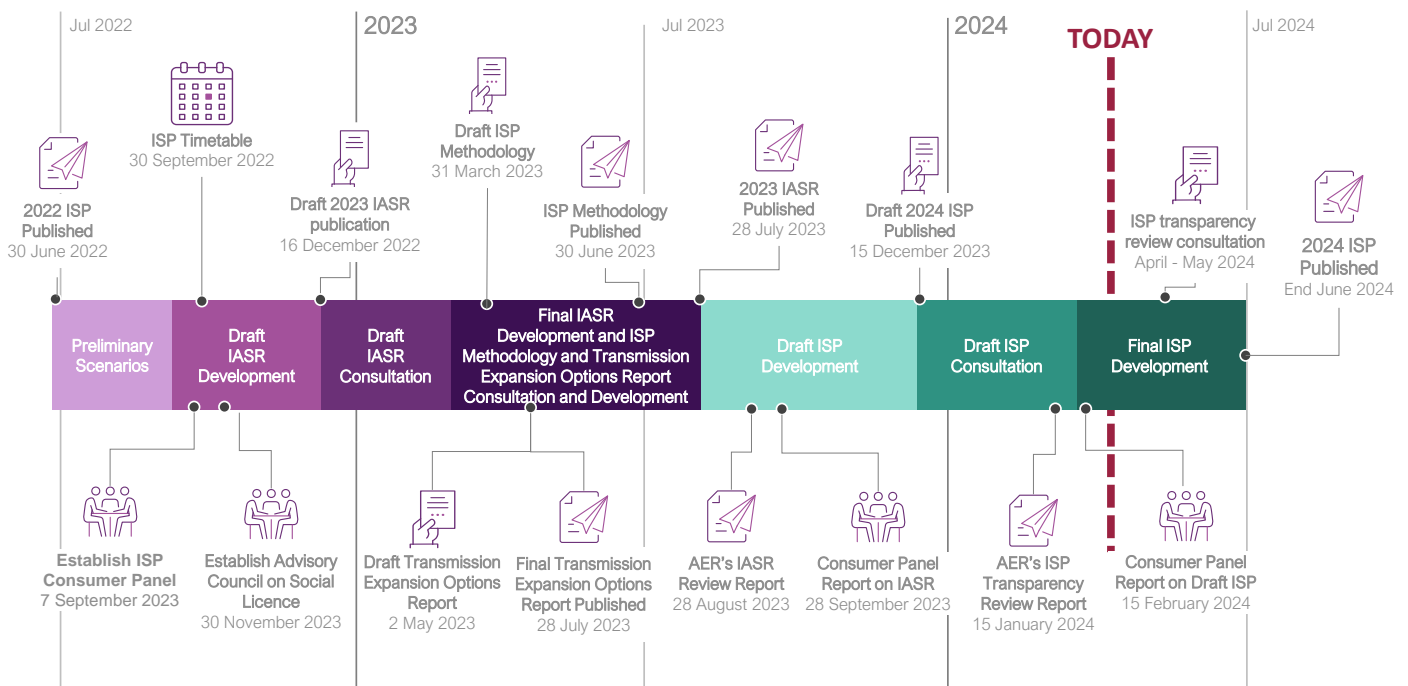 Jul 2022
2023
Jul 2023
2024
TODAY
Jul 2024
2022 ISP
Published
30 June 2022
ISP Timetable
30 September 2022
Draft 2023 IASR
publication
16 December 2022
Draft ISP
Methodology
31 March 2023
ISP Methodology
Published
30 June 2023
2023 IASR
Published
28 July 2023
Draft 2024 ISP
Published
15 December 2023
ISP transparency
review consultation
April - May 2024
2024 ISP
Published
End June 2024
Preliminary
Scenarios
Draft
IASR
Development
Draft
IASR
Consultation
Final IASR
Development and ISP
Methodology and Transmission
Expansion Options Report
Consultation and Development
Draft ISP
Development
Draft ISP
Consultation
Final ISP
Development
Establish ISP
Consumer Panel
7 September 2023
Establish Advisory
Council on Social
Licence
30 November 2023
Draft Transmission
Expansion Options
Report
2 May 2023
Final Transmission
Expansion Options
Report Published
28 July 2023
AER's IASR
Review Report
28 August 2023
Consumer Panel
Report on IASR
28 September 2023
AER's ISP
Transparency
Review Report
15 January 2024
Consumer Panel
Report on Draft ISP
15 February 2024